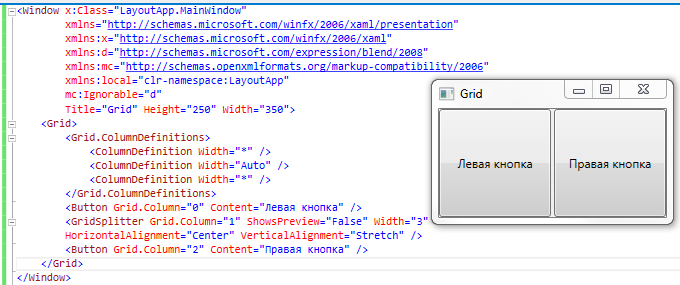 <Window x:Class="LayoutApp.MainWindow"
xmlns="http://schemas.microsoft.com/winfx/2006/xaml/presentation"
xmlns:x="http://schemas.microsoft.com/winfx/2006/xaml"
xmlns:d="http://schemas.microsoft.com/expression/blend/2008"
xmlns:mc="http://schemas.openxmlformats.org/markup-compatibility/2006"
xmlns:local="clr-namespace:LayoutApp"
mc:Ignorable="d"
Title="Grid" Height="250" Width="350">
<Grid>
<Grid.ColumnDefinitions>
<ColumnDefinition Width="*" />
<ColumnDefinition Width="Auto" />
<ColumnDefinition Width="*" />
</Grid.ColumnDefinitions>
<Button Grid.Column="0" Content="Левая кнопка" />
<GridSplitter Grid.Column="1" ShowsPreview="False" Width="3"
HorizontalAlignment="Center" VerticalAlignment="Stretch" />
<Button Grid.Column="2" Content="Правая кнопка" />
</Grid>
</Window>
Grid
Левая кнопка
Правая кнопка